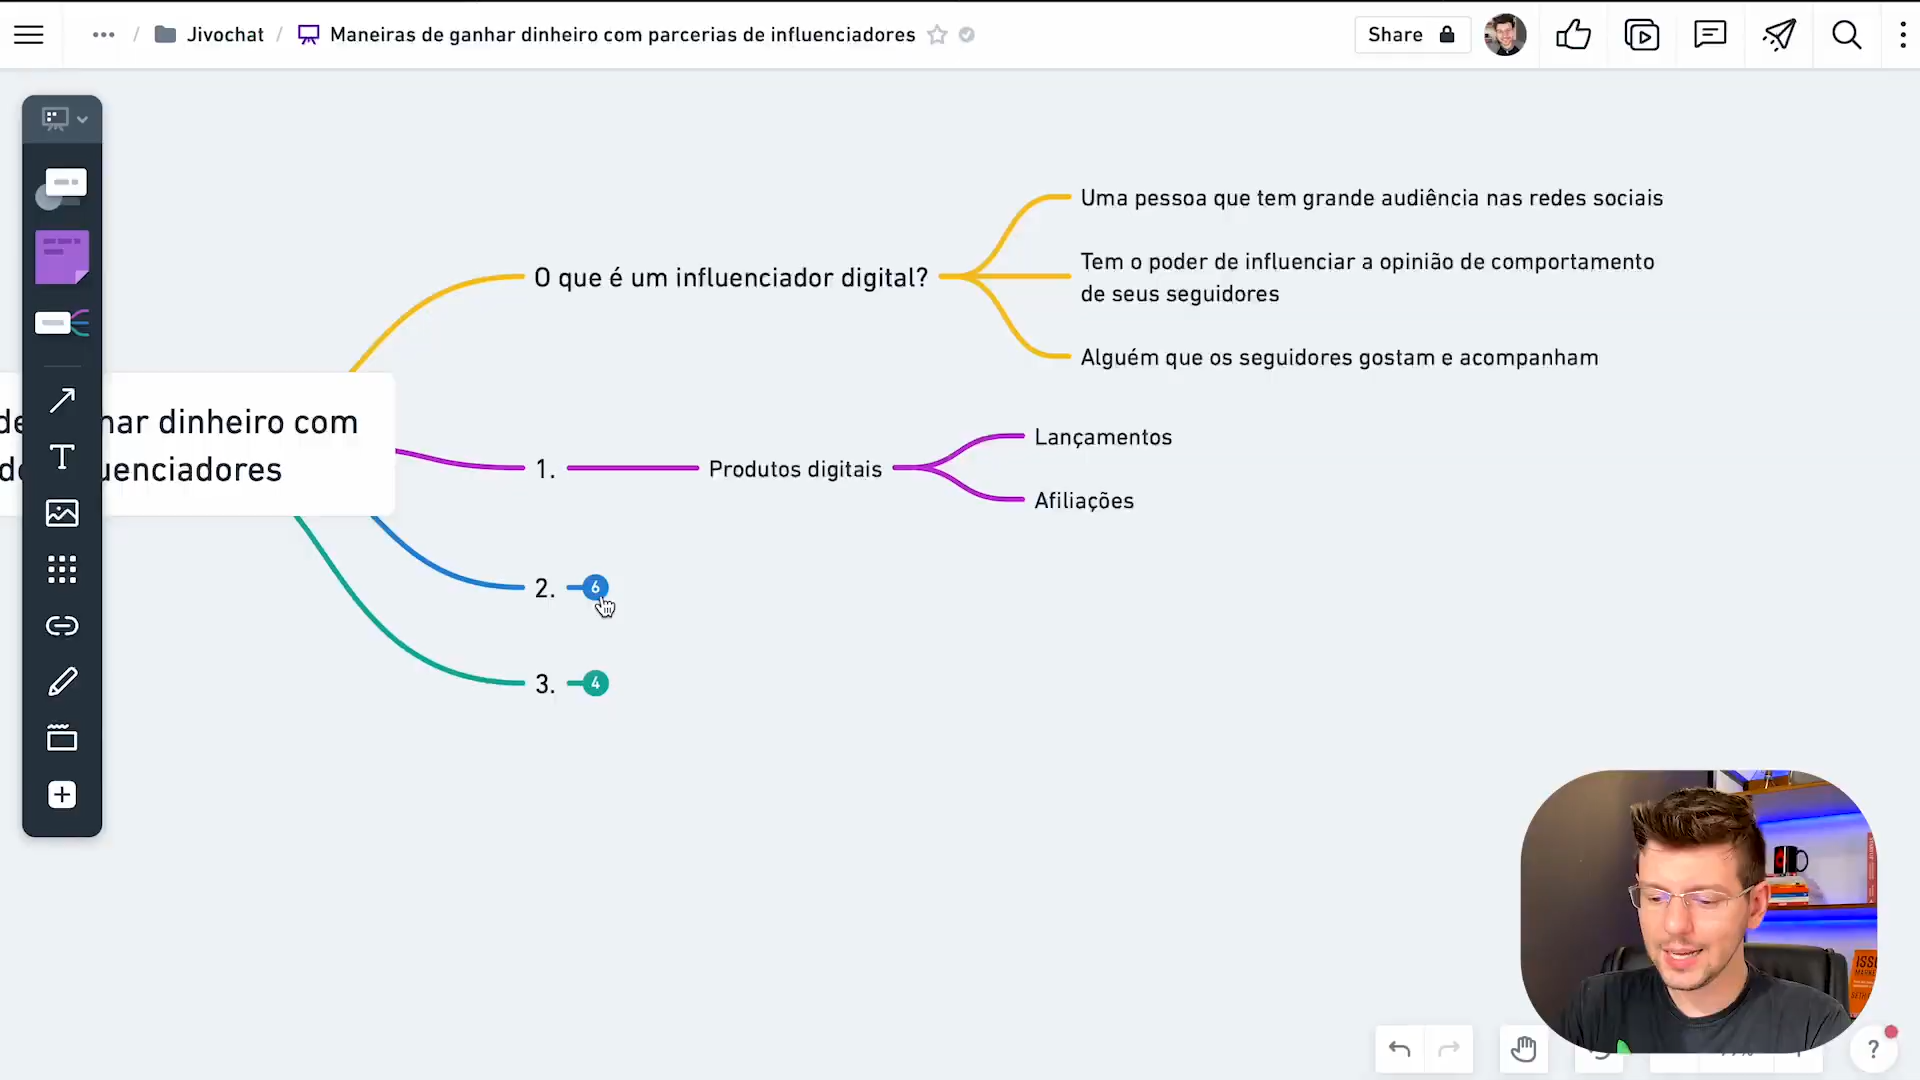 Jivochat / Maneiras de ganhar dinheiro com parcerias de influenciadores
Share
Uma pessoa que tem grande audiência nas redes sociais
O que é um influenciador digital?
Tem o poder de influenciar a opinião de comportamento
de seus seguidores
Alguém que os seguidores gostam e acompanham
har dinheiro com
uenciadores
1.
Produtos digitais
Lançamentos
Afiliações
2.
6
3.
4
T
?